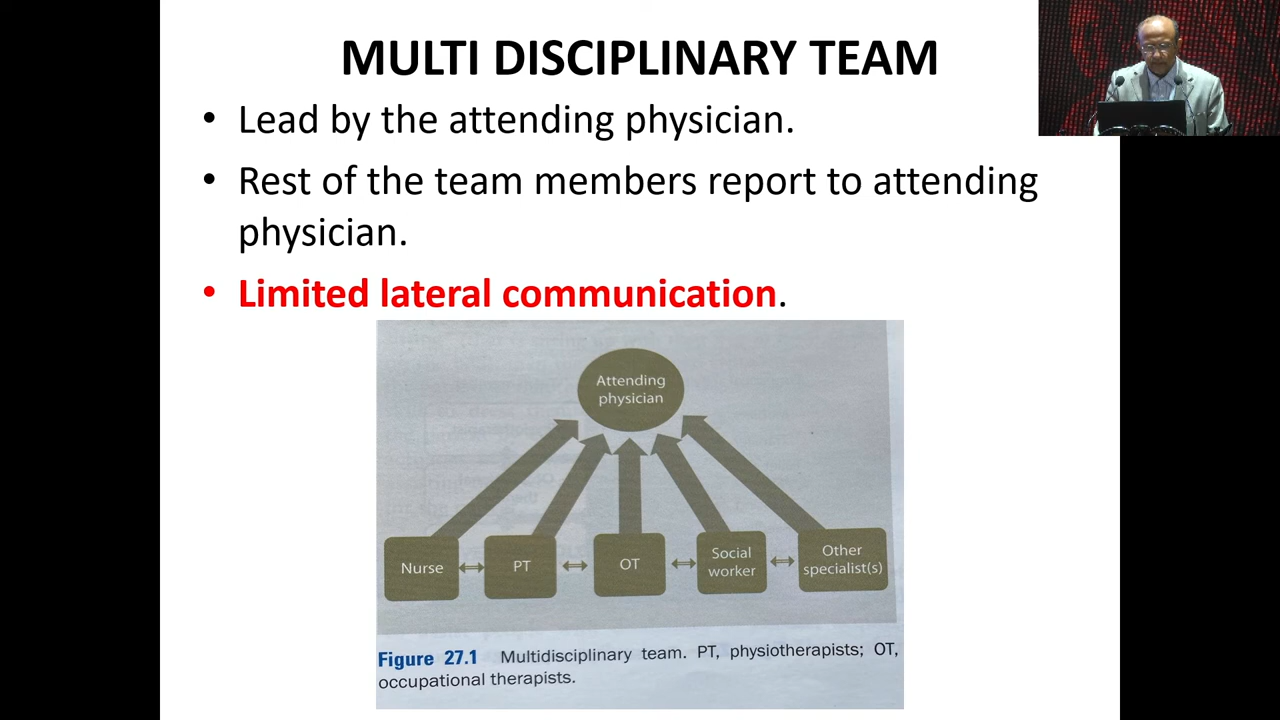 MULTI DISCIPLINARY TEAM
• Lead by the attending physician.
• Rest of the team members report to attending
physician.
• Limited lateral communication.
Attending
physician
Nurse
PT
OT
Social
worker
Other
specialist(s)
Figure 27.1 Multidisciplinary team. PT, physiotherapists; OT,
occupational therapists.